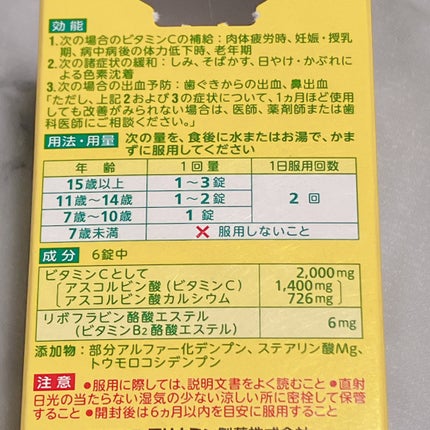 効能
1.次の場合のビタミンCの補給：肉体疲労時、妊娠・授乳
期、病中病後の体力低下時、老年期
2.次の諸症状の緩和：しみ、そばかす、日やけ・かぶれに
よる色素沈着
3.次の場合の出血予防：歯ぐきからの出血、鼻出血
「ただし、上記2および3の症状について、1ヵ月ほど使用
しても改善がみられない場合は、医師、薬剤師または歯
科医師にご相談ください。」
用法・用量 次の量を、食後に水またはお湯で、かま
ずに服用してください
年齢 1回量 1日服用回数
15歳以上 1～3錠 2回
11歳～14歳 1～2錠
7歳～10歳 1錠
7歳未満 ×服用しないこと
成分 6錠中
ビタミンCとして 2,000mg
アスコルビン酸（ビタミンC） 1,400mg
アスコルビン酸カルシウム 726mg
リボフラビン酪酸エステル 6mg
（ビタミンB2酪酸エステル）
添加物：部分アルファー化デンプン、ステアリン酸Mg、
トウモロコシデンプン
注意 ●服用に際しては、説明文書をよく読むこと ●直射
日光の当たらない湿気の少ない涼しい所に密栓して保管
すること ●開封後は6ヵ月以内を目安に服用すること